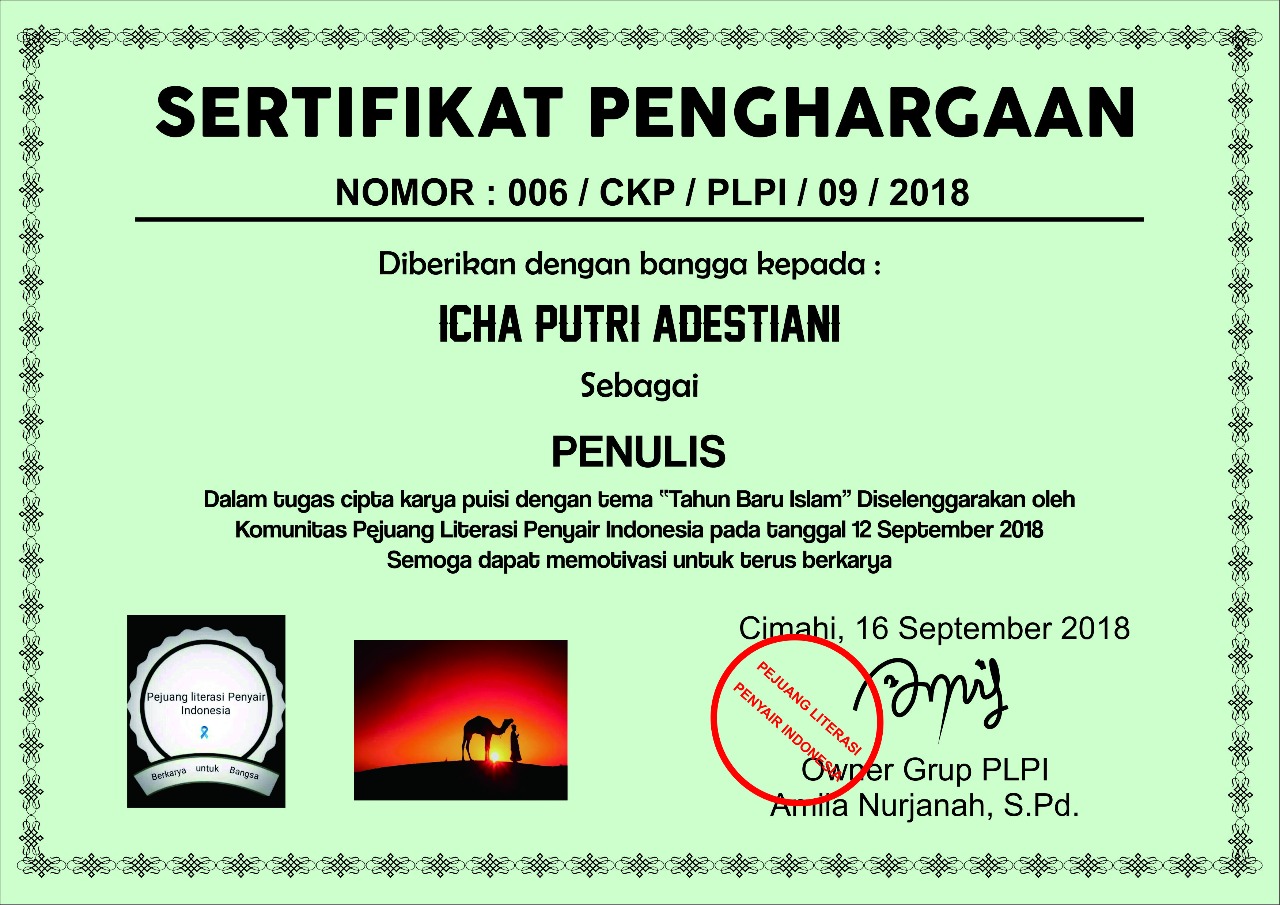 SERTIFIKAT PENGHARGAAN
NOMOR : 006 / CKP / PLPI / 09 / 2018
Diberikan dengan bangga kepada :
ICHA PUTRI ADESTIANI
Sebagai
PENULIS
Dalam tugas cipta karya puisi dengan tema “Tahun Baru Islam” Diselenggarakan oleh
Komunitas Pejuang Literasi Penyair Indonesia pada tanggal 12 September 2018
Semoga dapat memotivasi untuk terus berkarya
Pejuang literasi Penyair
Indonesia
Berkarya untuk Bangsa
Cimahi, 16 September 2018
PEJUANG LITERASI
PENYAIR INDONESIA
Owner Grup PLPI
Amila Nurjanah, S.Pd.